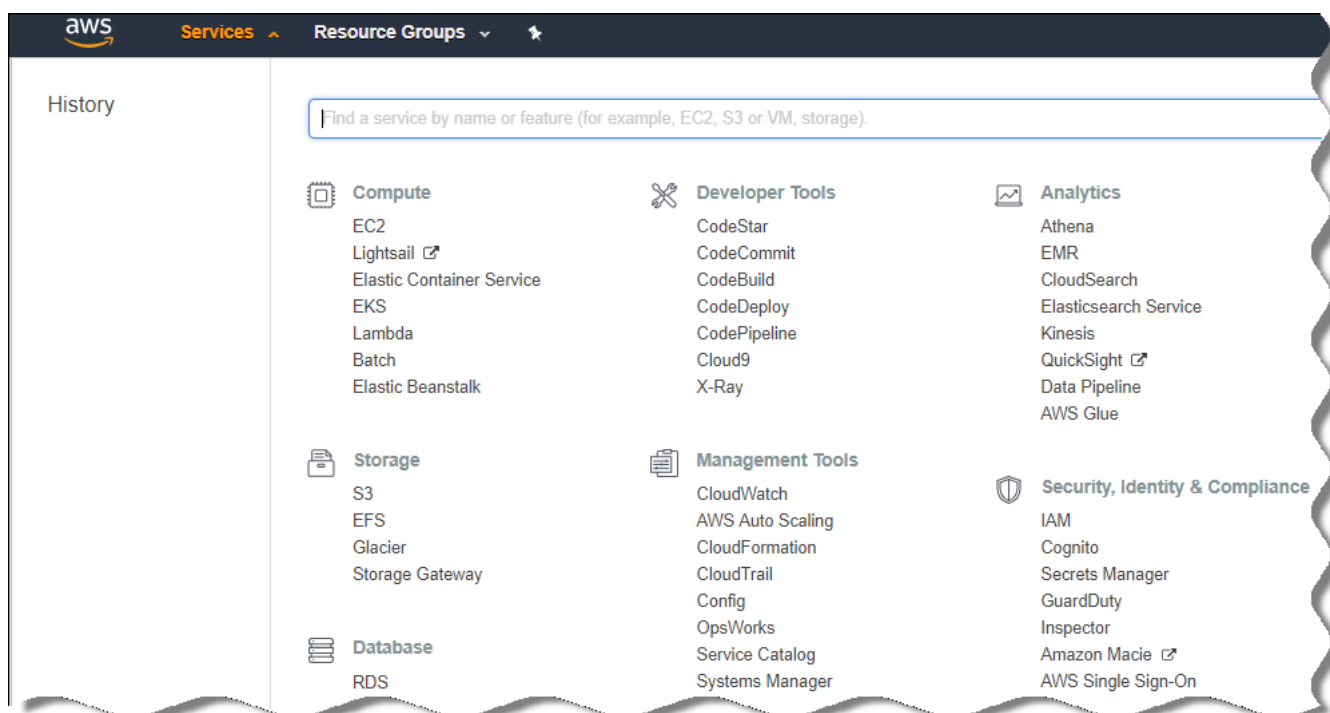 aws Services Resource Groups
History
Find a service by name or feature (for example, EC2, S3 or VM, storage).
Compute
EC2
Lightsail
Elastic Container Service
EKS
Lambda
Batch
Elastic Beanstalk
Storage
S3
EFS
Glacier
Storage Gateway
Database
RDS
Developer Tools
CodeStar
CodeCommit
CodeBuild
CodeDeploy
CodePipeline
Cloud9
X-Ray
Management Tools
CloudWatch
AWS Auto Scaling
CloudFormation
CloudTrail
Config
OpsWorks
Service Catalog
Systems Manager
Analytics
Athena
EMR
CloudSearch
Elasticsearch Service
Kinesis
QuickSight
Data Pipeline
AWS Glue
Security, Identity & Compliance
IAM
Cognito
Secrets Manager
GuardDuty
Inspector
Amazon Macie
AWS Single Sign-On